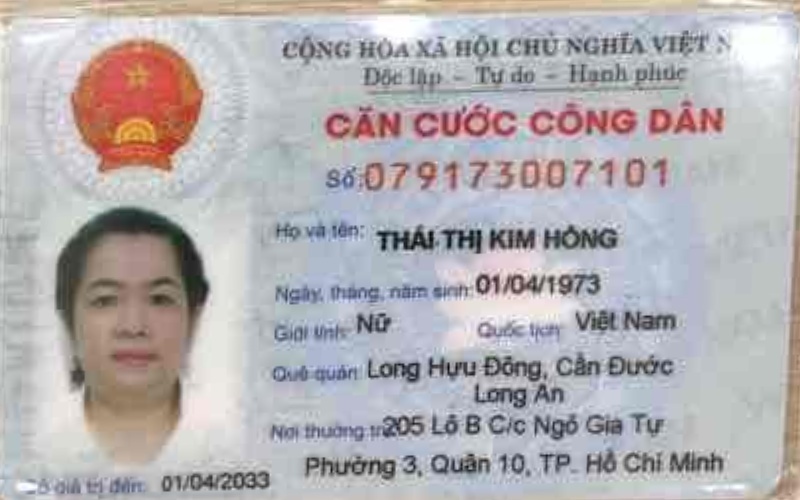 CỘNG HÒA XÃ HỘI CHỦ NGHĨA VIỆT N
Độc lập - Tự do - Hạnh phúc
CĂN CƯỚC CÔNG DÂN
Số: 079173007101
Họ và tên: THÁI THỊ KIM HỒNG
Ngày, tháng, năm sinh: 01/04/1973
Giới tính: Nữ Quốc tịch: Việt Nam
Quê quán: Long Hựu Đông, Cần Đước
Long An
Nơi thường trú: 205 Lô B C/c Ngô Gia Tự
Phường 3, Quận 10, TP. Hồ Chí Minh
Có giá trị đến: 01/04/2033